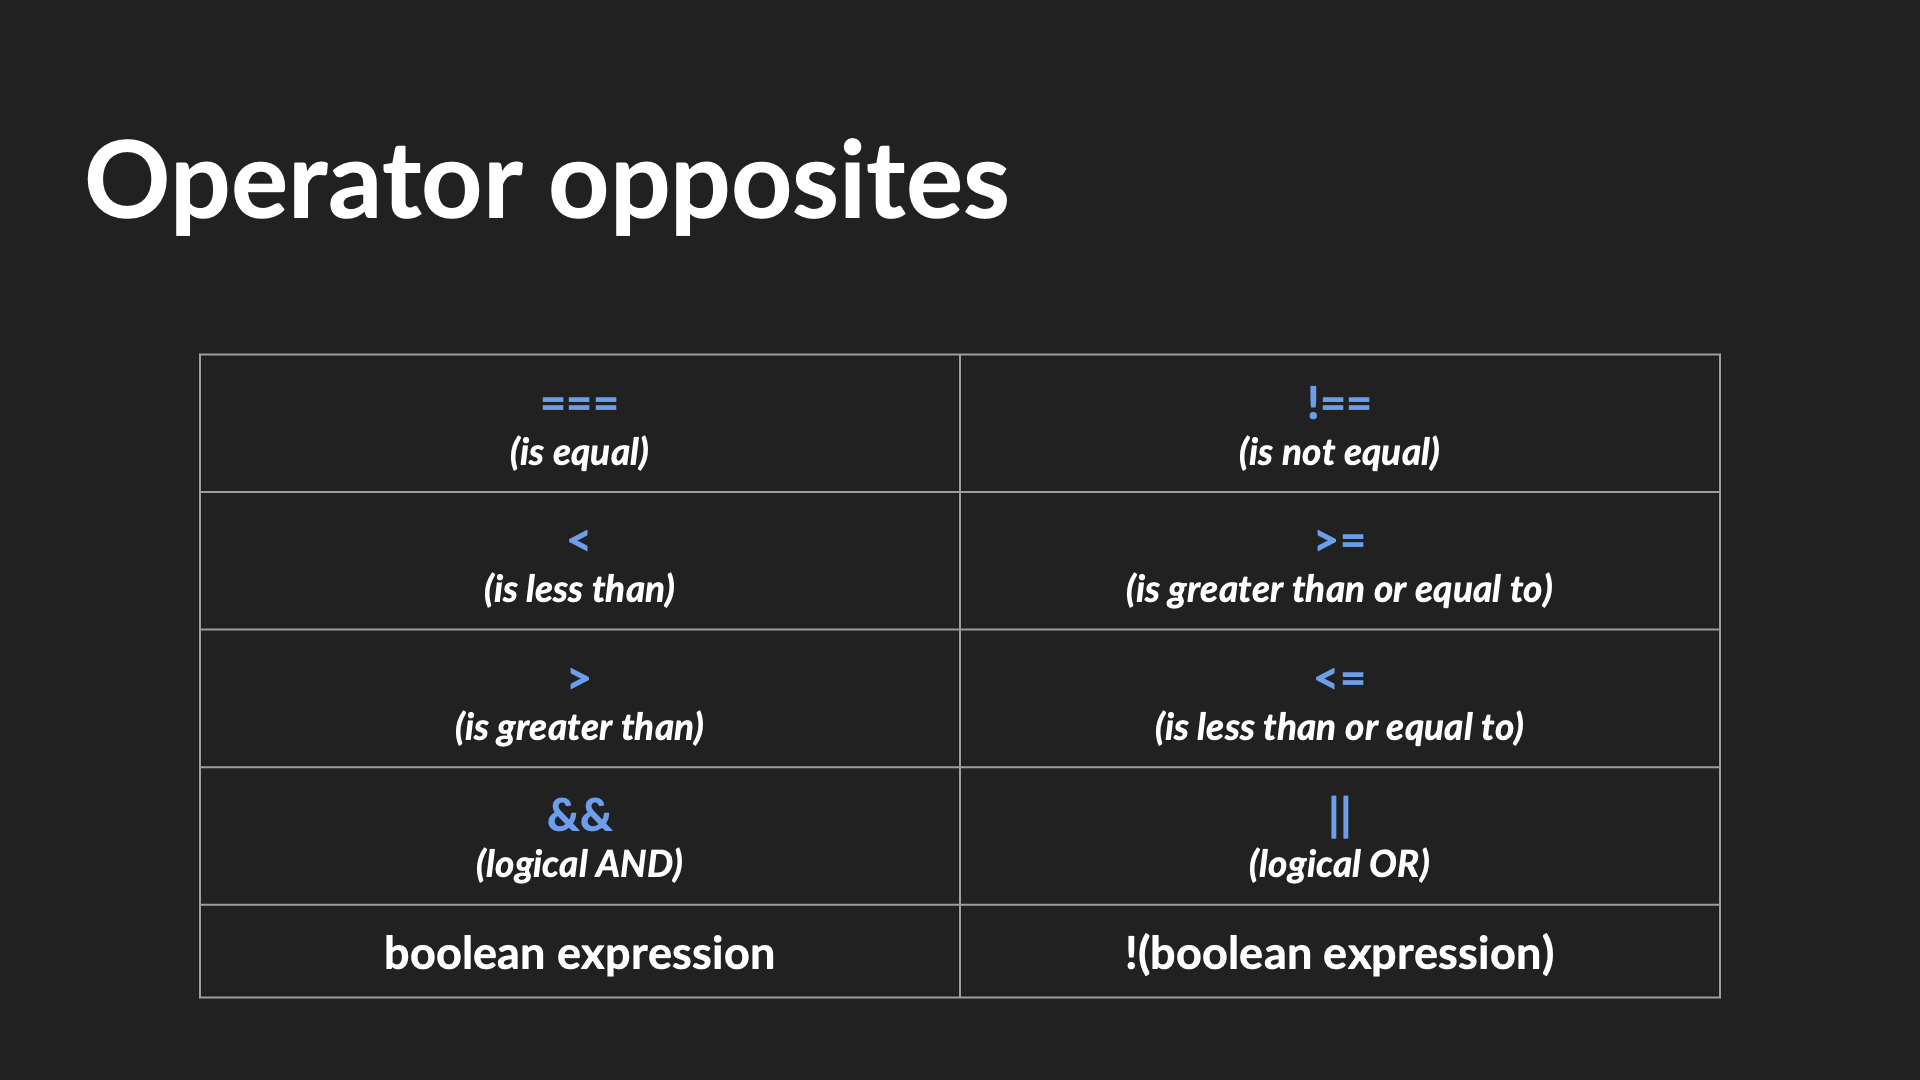 Operator opposites
===
(is equal)
!==
(is not equal)
<
(is less than)
>=
(is greater than or equal to)
>
(is greater than)
<=
(is less than or equal to)
&&
(logical AND)
||
(logical OR)
boolean expression
!(boolean expression)